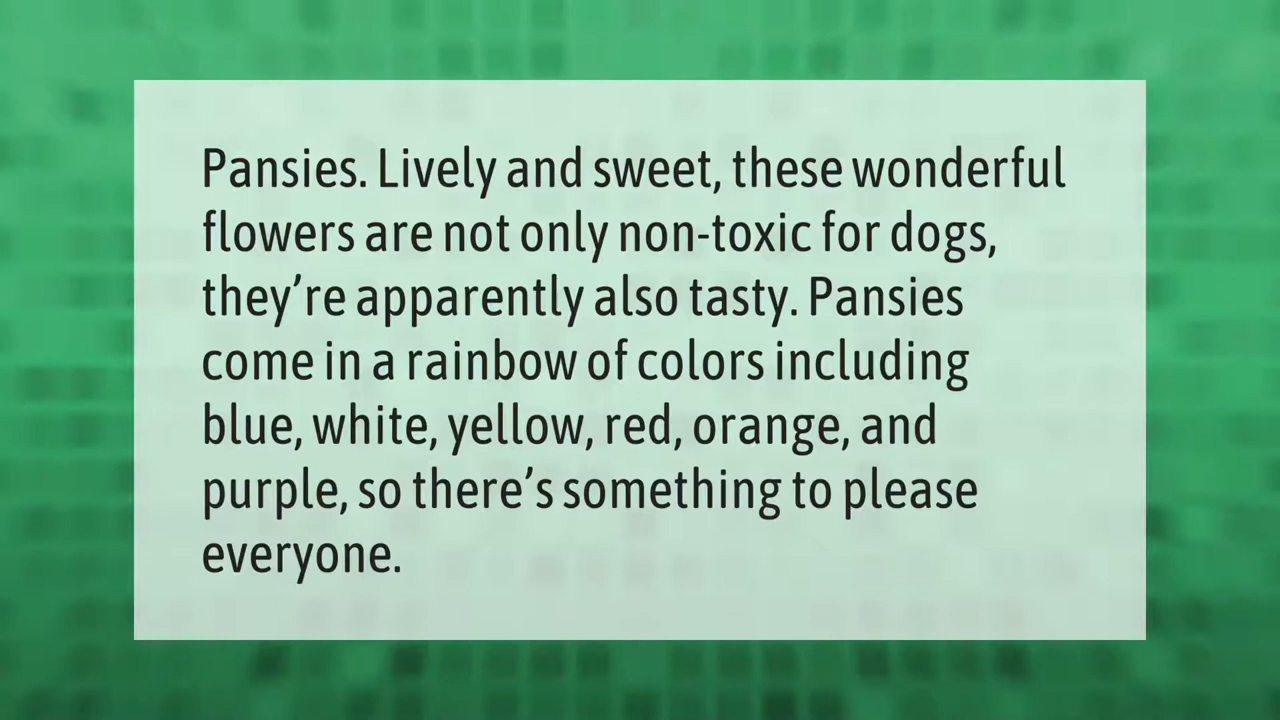 Pansies. Lively and sweet, these wonderful
flowers are not only non-toxic for dogs,
they’re apparently also tasty. Pansies
come in a rainbow of colors including
blue, white, yellow, red, orange, and
purple, so there’s something to please
everyone.